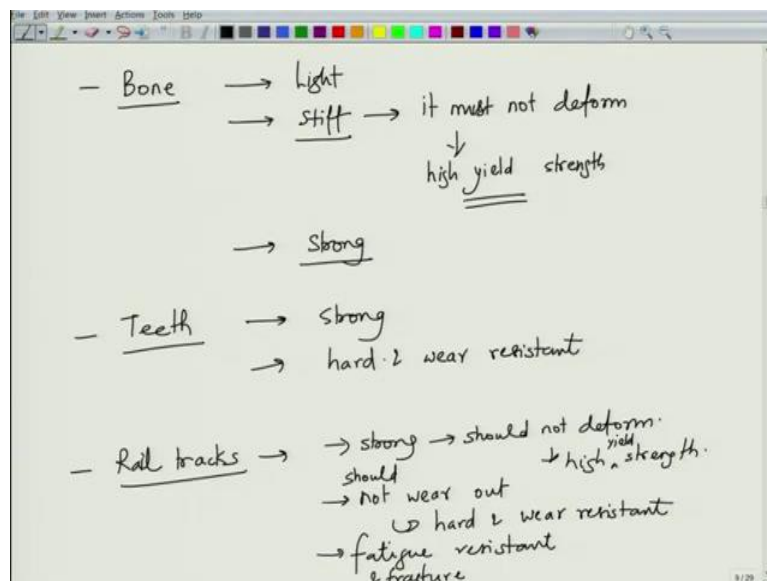 File Edit View Insert Actions Tools Help
- Bone → Light
→ Stiff → it must not deform
↓
high yield strength
→ Strong
- Teeth → strong
→ hard & wear resistant
- Rail tracks → → strong → should not deform.
↳ high yield strength.
should
→ not wear out
↳ hard & wear resistant
→ fatigue resistant
& fracture
9/29